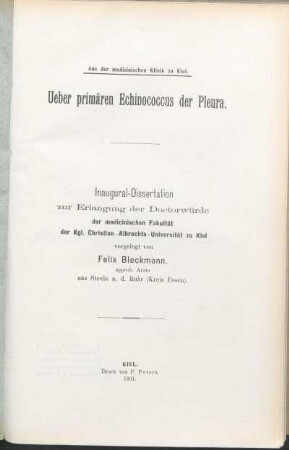 Aus der medicinischen Klinik zu Kiel.
Ueber primären Echinococcus der Pleura.
Inaugural-Dissertation
zur Erlangung der Doctorwürde
der medicinischen Fakultät
der Kgl. Christian-Albrechts-Universität zu Kiel
vorgelegt von
Felix Bleckmann,
approb. Arzte
aus Steele a. d. Ruhr (Kreis Essen).
KIEL.
Druck von P. Peters.
1901.